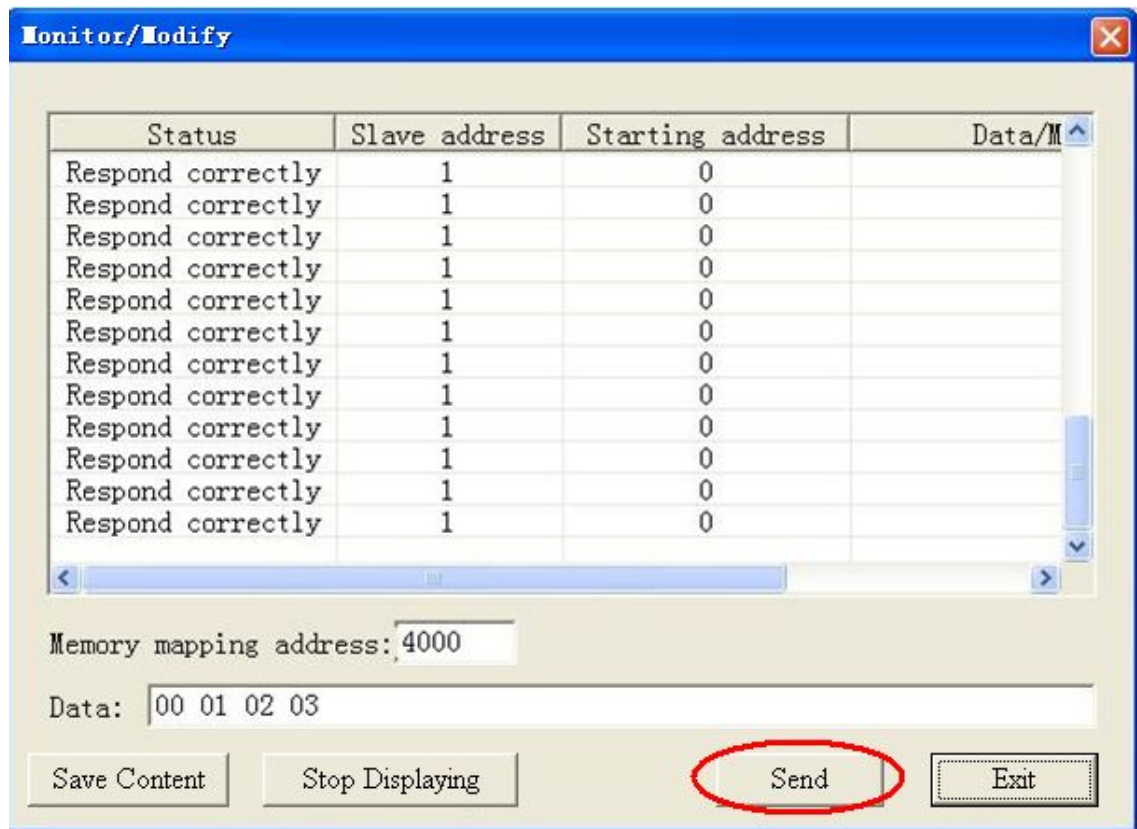 Monitor/Modify
Status Slave address Starting address Data/M
Respond correctly 1 0
Respond correctly 1 0
Respond correctly 1 0
Respond correctly 1 0
Respond correctly 1 0
Respond correctly 1 0
Respond correctly 1 0
Respond correctly 1 0
Respond correctly 1 0
Respond correctly 1 0
Respond correctly 1 0
Respond correctly 1 0
Memory mapping address: 4000
Data: 00 01 02 03
Save Content Stop Displaying Send Exit